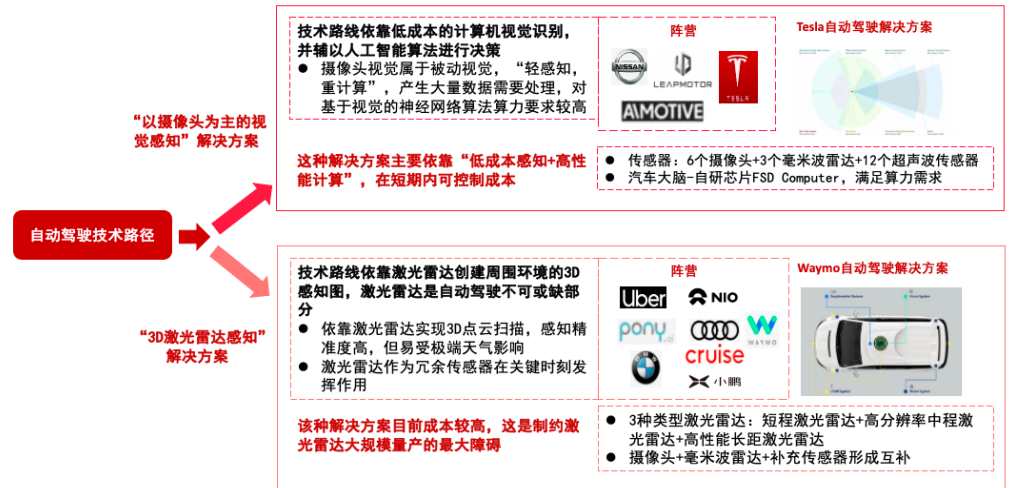 技术路线依靠低成本的计算机视觉识别，
并辅以人工智能算法进行决策
● 摄像头视觉属于被动视觉，“轻感知，
重计算”，产生大量数据需要处理，对
基于视觉的神经网络算法算力要求较高
阵营
NISSAN
LEAPMOTOR
TESLA
AIMOTIVE
Tesla自动驾驶解决方案
“以摄像头为主的视
觉感知”解决方案
这种解决方案主要依靠“低成本感知+高性
能计算”，在短期内可控制成本
● 传感器：6个摄像头+3个毫米波雷达+12个超声波传感器
● 汽车大脑-自研芯片FSD Computer，满足算力需求
自动驾驶技术路径
“3D激光雷达感知”
解决方案
技术路线依靠激光雷达创建周围环境的3D
感知图，激光雷达是自动驾驶不可或缺部
分
● 依靠激光雷达实现3D点云扫描，感知精
准度高，但易受极端天气影响
● 激光雷达作为冗余传感器在关键时刻发
挥作用
阵营
Uber
NIO
pony.ai
WAYMO
BMW
cruise
小鹏
Waymo自动驾驶解决方案
该种解决方案目前成本较高，这是制约激
光雷达大规模量产的最大障碍
● 3种类型激光雷达：短程激光雷达+高分辨率中程激
光雷达+高性能长距激光雷达
● 摄像头+毫米波雷达+补充传感器形成互补